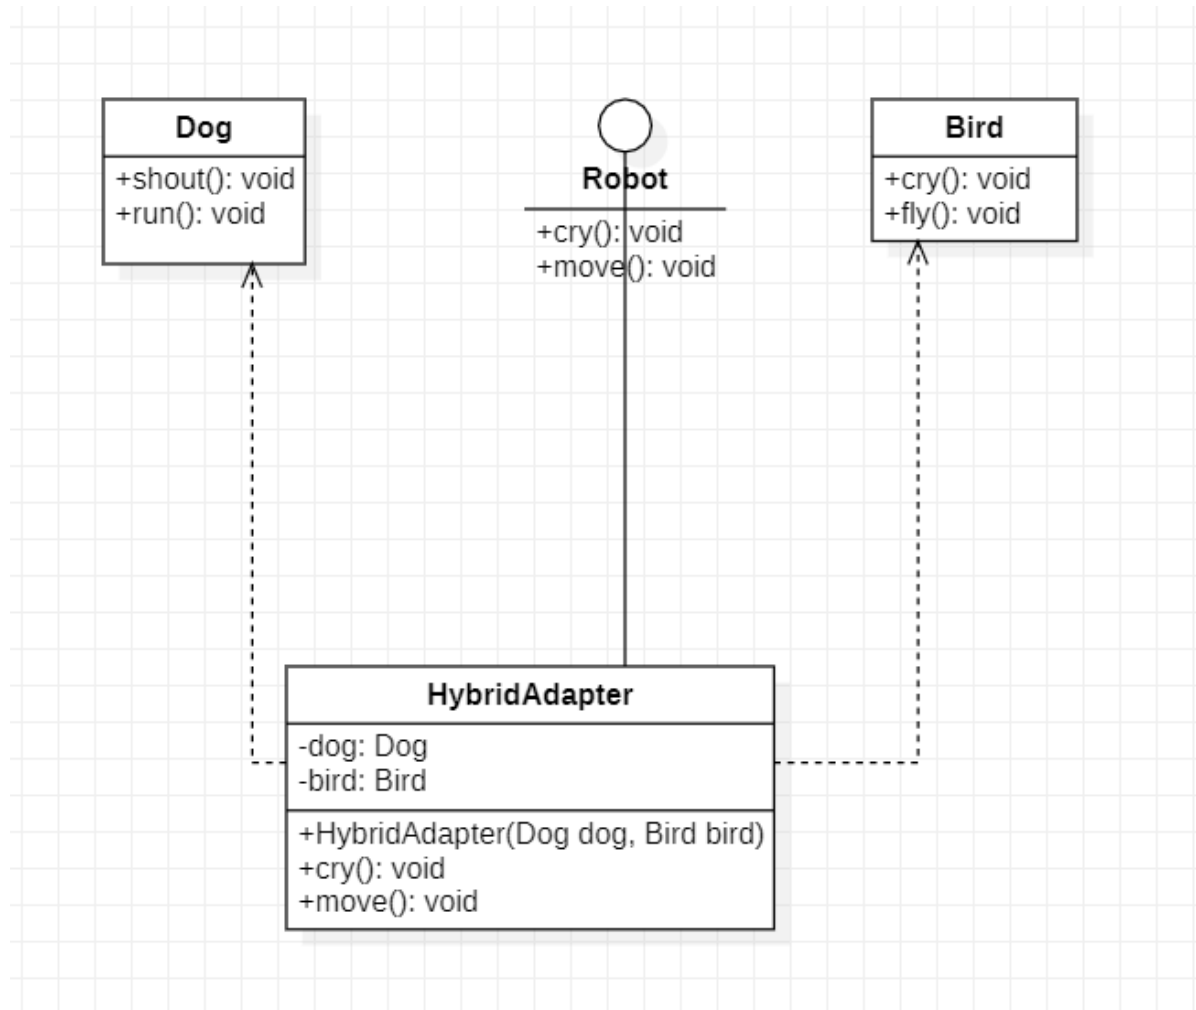 Dog
+shout(): void
+run(): void
Robot
+cry(): void
+move(): void
Bird
+cry(): void
+fly(): void
HybridAdapter
-dog: Dog
-bird: Bird
+HybridAdapter(Dog dog, Bird bird)
+cry(): void
+move(): void